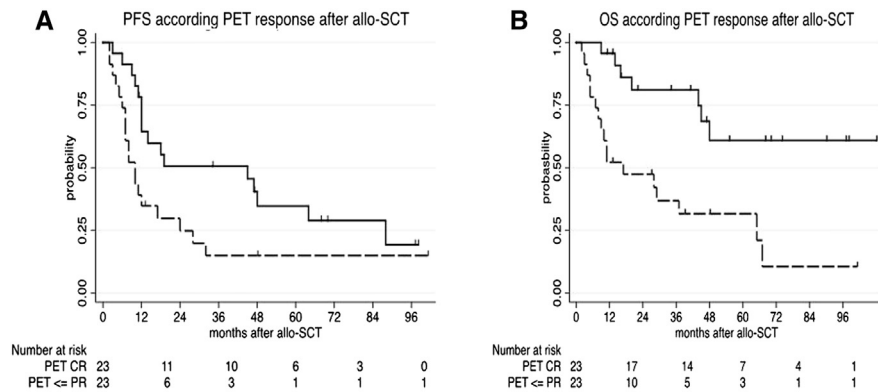 A
PFS according PET response after allo-SCT
1.00
0.75
0.50
0.25
0.00
probability
0 12 24 36 48 60 72 84 96
months after allo-SCT
Number at risk
PET CR 23 11 10 6 3 0
PET <= PR 23 6 3 1 1 1
B
OS according PET response after allo-SCT
1.00
0.75
0.50
0.25
0.00
probasbility
0 12 24 36 48 60 72 84 96
months after allo-SCT
Number at risk
PET CR 23 17 14 7 4 1
PET <= PR 23 10 5 3 1 1